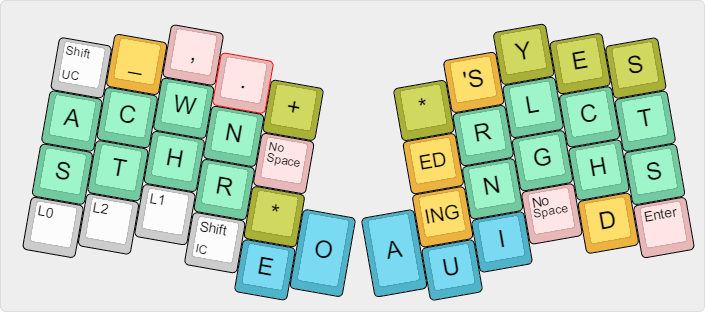 Shift UC _ , . + * 'S Y E S
A C W N No Space ED R L C T
S T H R * ING N G H S
L0 L2 L1 Shift IC E O A U I No Space D Enter